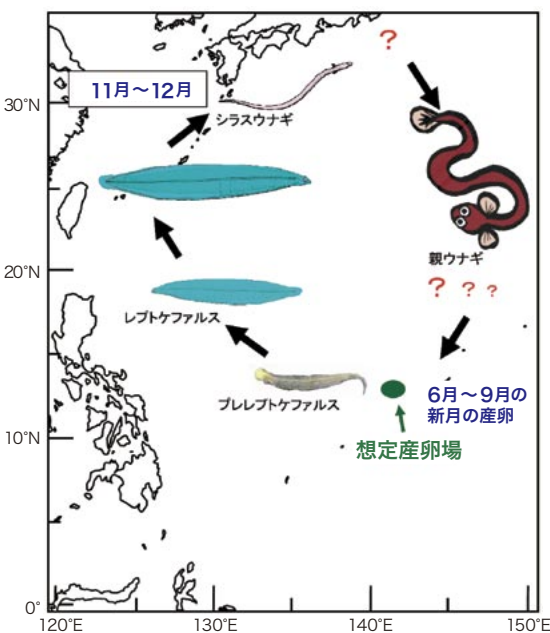 ?
11月～12月
30°N
シラスウナギ
親ウナギ
? ? ?
20°N
レプトケファルス
プレレプトケファルス
6月～9月の
新月の産卵
10°N
想定産卵場
0°
120°E 130°E 140°E 150°E